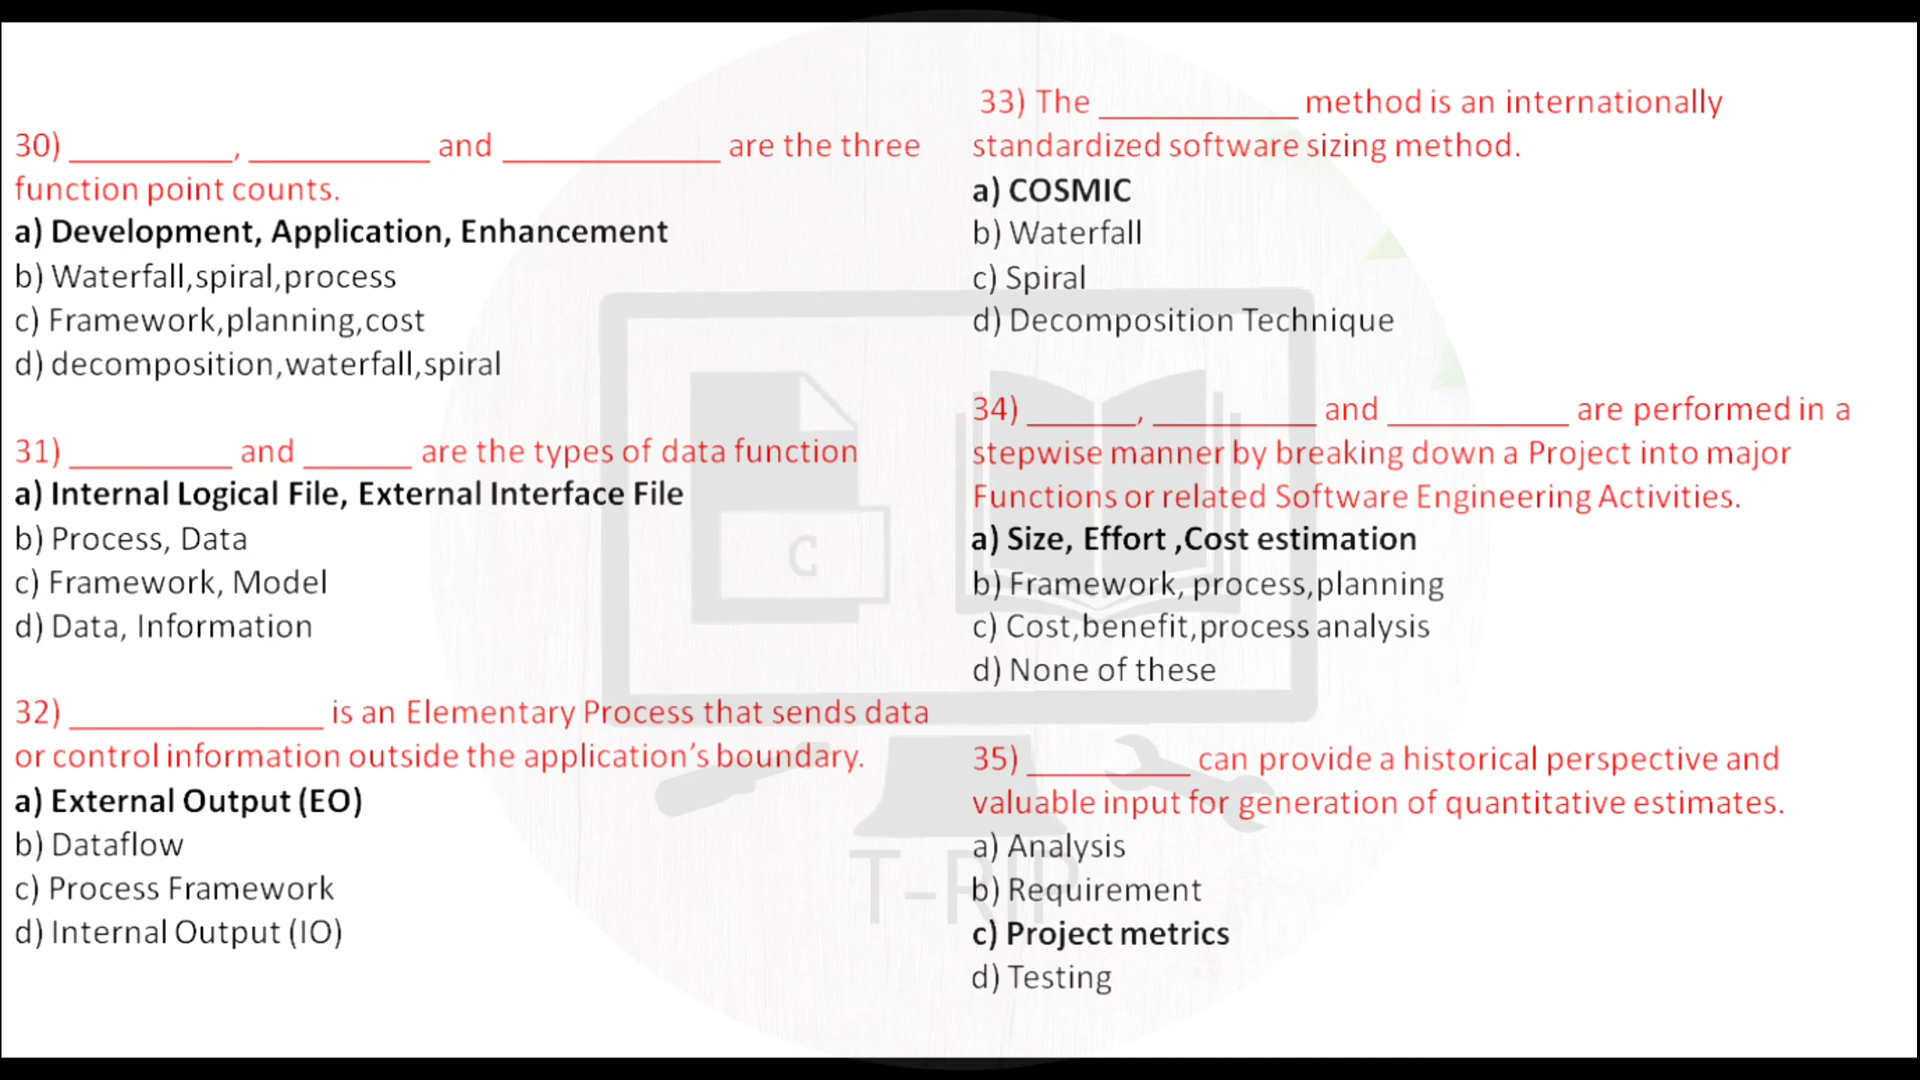 30) _________, __________ and ____________ are the three
function point counts.
a) Development, Application, Enhancement
b) Waterfall,spiral,process
c) Framework,planning,cost
d) decomposition,waterfall,spiral
31) _________ and ______ are the types of data function
a) Internal Logical File, External Interface File
b) Process, Data
c) Framework, Model
d) Data, Information
32) ______________ is an Elementary Process that sends data
or control information outside the application’s boundary.
a) External Output (EO)
b) Dataflow
c) Process Framework
d) Internal Output (IO)
33) The ___________ method is an internationally
standardized software sizing method.
a) COSMIC
b) Waterfall
c) Spiral
d) Decomposition Technique
34) ______, _________ and __________ are performed in a
stepwise manner by breaking down a Project into major
Functions or related Software Engineering Activities.
a) Size, Effort ,Cost estimation
b) Framework, process,planning
c) Cost,benefit,process analysis
d) None of these
35) _________ can provide a historical perspective and
valuable input for generation of quantitative estimates.
a) Analysis
b) Requirement
c) Project metrics
d) Testing
C
T-RIP